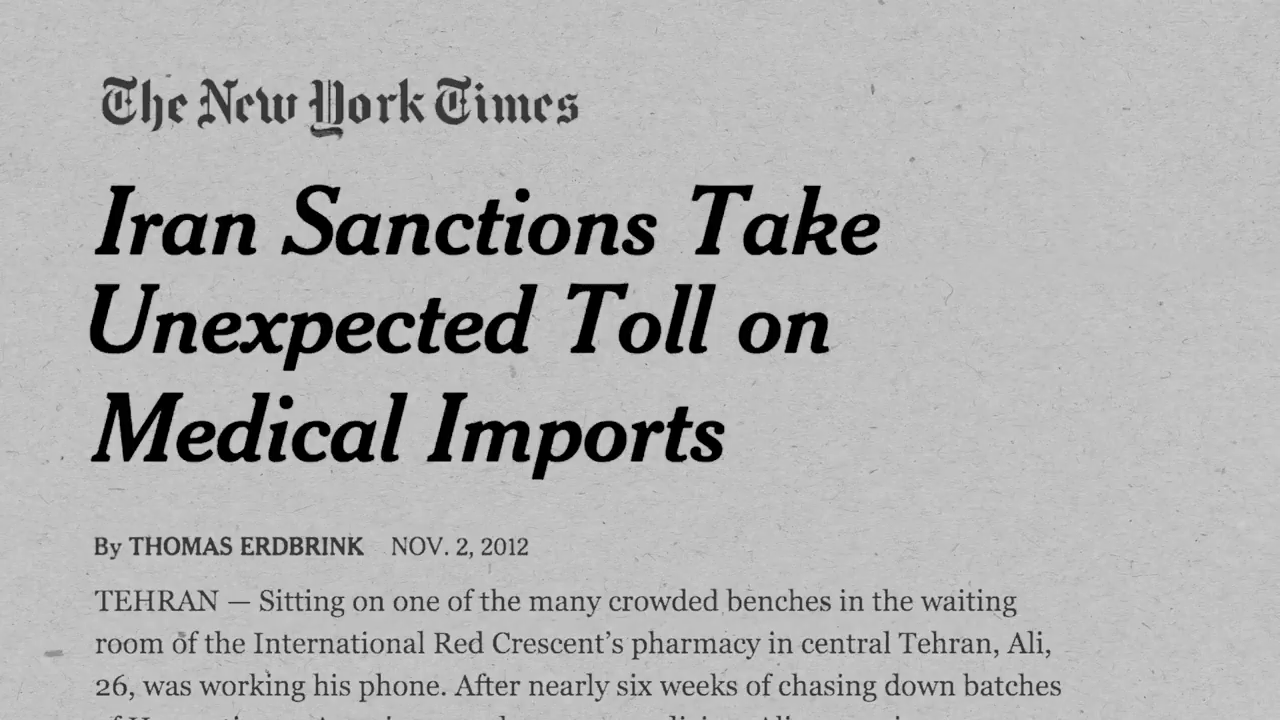 The New York Times
Iran Sanctions Take
Unexpected Toll on
Medical Imports
By THOMAS ERDBRINK NOV. 2, 2012
TEHRAN — Sitting on one of the many crowded benches in the waiting
room of the International Red Crescent’s pharmacy in central Tehran, Ali,
26, was working his phone. After nearly six weeks of chasing down batches